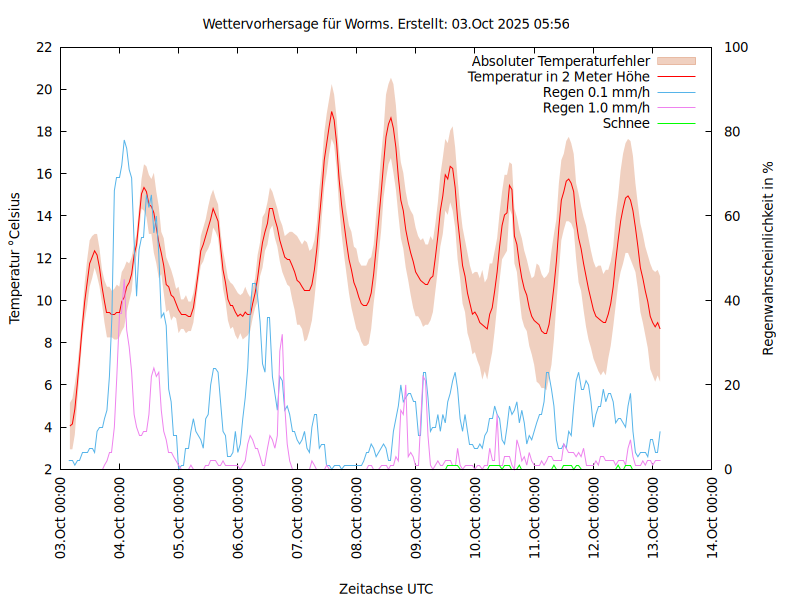 Wettervorhersage für Worms. Erstellt: 03.Oct 2025 05:56
22
20
18
16
14
12
10
8
6
4
2
100
80
60
40
20
0
Temperatur °Celsius
Regenwahrscheinlichkeit in %
Absoluter Temperaturfehler
Temperatur in 2 Meter Höhe
Regen 0.1 mm/h
Regen 1.0 mm/h
Schnee
03.Oct 00:00
04.Oct 00:00
05.Oct 00:00
06.Oct 00:00
07.Oct 00:00
08.Oct 00:00
09.Oct 00:00
10.Oct 00:00
11.Oct 00:00
12.Oct 00:00
13.Oct 00:00
14.Oct 00:00
Zeitachse UTC